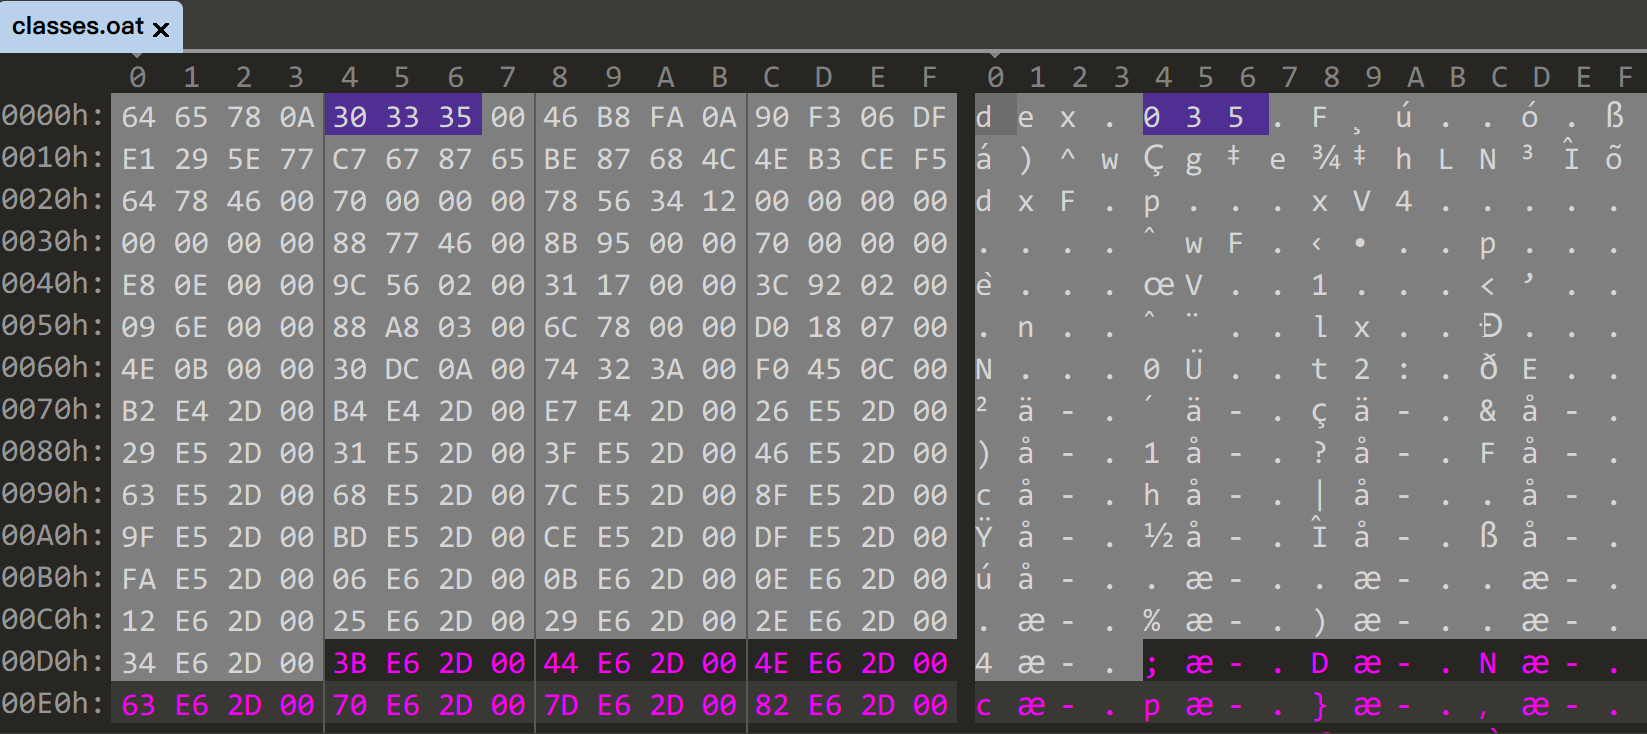 classes.oat x
0 1 2 3 4 5 6 7 8 9 A B C D E F 0 1 2 3 4 5 6 7 8 9 A B C D E F
0000h: 64 65 78 0A 30 33 35 00 46 B8 FA 0A 90 F3 06 DF d e x . 0 3 5 . F ¸ ú . . ó . ß
0010h: E1 29 5E 77 C7 67 87 65 BE 87 68 4C 4E B3 CE F5 á ) ^ w Ç g ‡ e ¾ ‡ h L N ³ Î õ
0020h: 64 78 46 00 70 00 00 00 78 56 34 12 00 00 00 00 d x F . p . . . x V 4 . . . . .
0030h: 00 00 00 00 88 77 46 00 8B 95 00 00 70 00 00 00 . . . . ˆ w F . ‹ • . . p . . .
0040h: E8 0E 00 00 9C 56 02 00 31 17 00 00 3C 92 02 00 è . . . œ V . . 1 . . . < ’ . .
0050h: 09 6E 00 00 88 A8 03 00 6C 78 00 00 D0 18 07 00 . n . . ˆ ¨ . . l x . . Ð . . .
0060h: 4E 0B 00 00 30 DC 0A 00 74 32 3A 00 F0 45 0C 00 N . . . 0 Ü . . t 2 : . ð E . .
0070h: B2 E4 2D 00 B4 E4 2D 00 E7 E4 2D 00 26 E5 2D 00 ² ä - . ´ ä - . ç ä - . & å - .
0080h: 29 E5 2D 00 31 E5 2D 00 3F E5 2D 00 46 E5 2D 00 ) å - . 1 å - . ? å - . F å - .
0090h: 63 E5 2D 00 68 E5 2D 00 7C E5 2D 00 8F E5 2D 00 c å - . h å - . | å - . . å - .
00A0h: 9F E5 2D 00 BD E5 2D 00 CE E5 2D 00 DF E5 2D 00 Ÿ å - . ½ å - . Î å - . ß å - .
00B0h: FA E5 2D 00 06 E6 2D 00 0B E6 2D 00 0E E6 2D 00 ú å - . . æ - . . æ - . . æ - .
00C0h: 12 E6 2D 00 25 E6 2D 00 29 E6 2D 00 2E E6 2D 00 . æ - . % æ - . ) æ - . . æ - .
00D0h: 34 E6 2D 00 3B E6 2D 00 44 E6 2D 00 4E E6 2D 00 4 æ - . ; æ - . D æ - . N æ - .
00E0h: 63 E6 2D 00 70 E6 2D 00 7D E6 2D 00 82 E6 2D 00 c æ - . p æ - . } æ - . ‚ æ - .